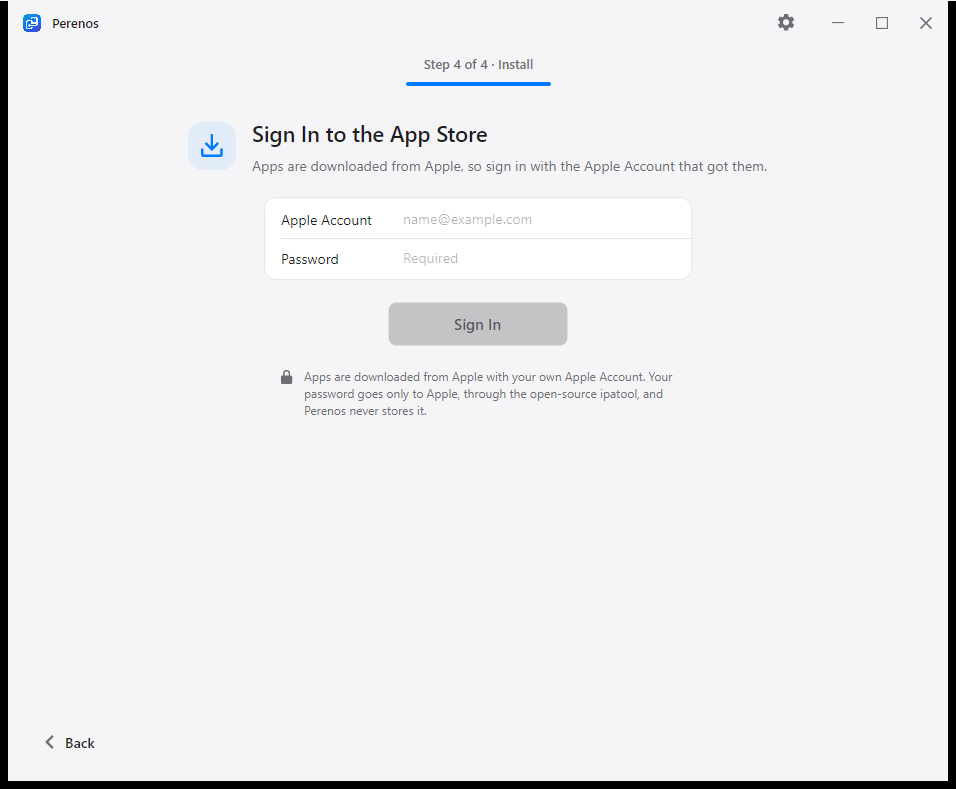 Perenos
Step 4 of 4 · Install
Sign In to the App Store
Apps are downloaded from Apple, so sign in with the Apple Account that got them.
Apple Account name@example.com
Password Required
Sign In
Apps are downloaded from Apple with your own Apple Account. Your
password goes only to Apple, through the open-source ipatool, and
Perenos never stores it.
Back